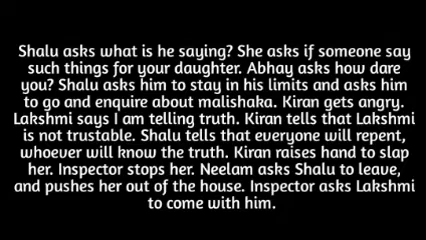 Shalu asks what is he saying? She asks if someone say
such things for your daughter. Abhay asks how dare
you? Shalu asks him to stay in his limits and asks him
to go and enquire about malishaka. Kiran gets angry.
Lakshmi says I am telling truth. Kiran tells that Lakshmi
is not trustable. Shalu tells that everyone will repent,
whoever will know the truth. Kiran raises hand to slap
her. Inspector stops her. Neelam asks Shalu to leave,
and pushes her out of the house. Inspector asks Lakshmi
to come with him.